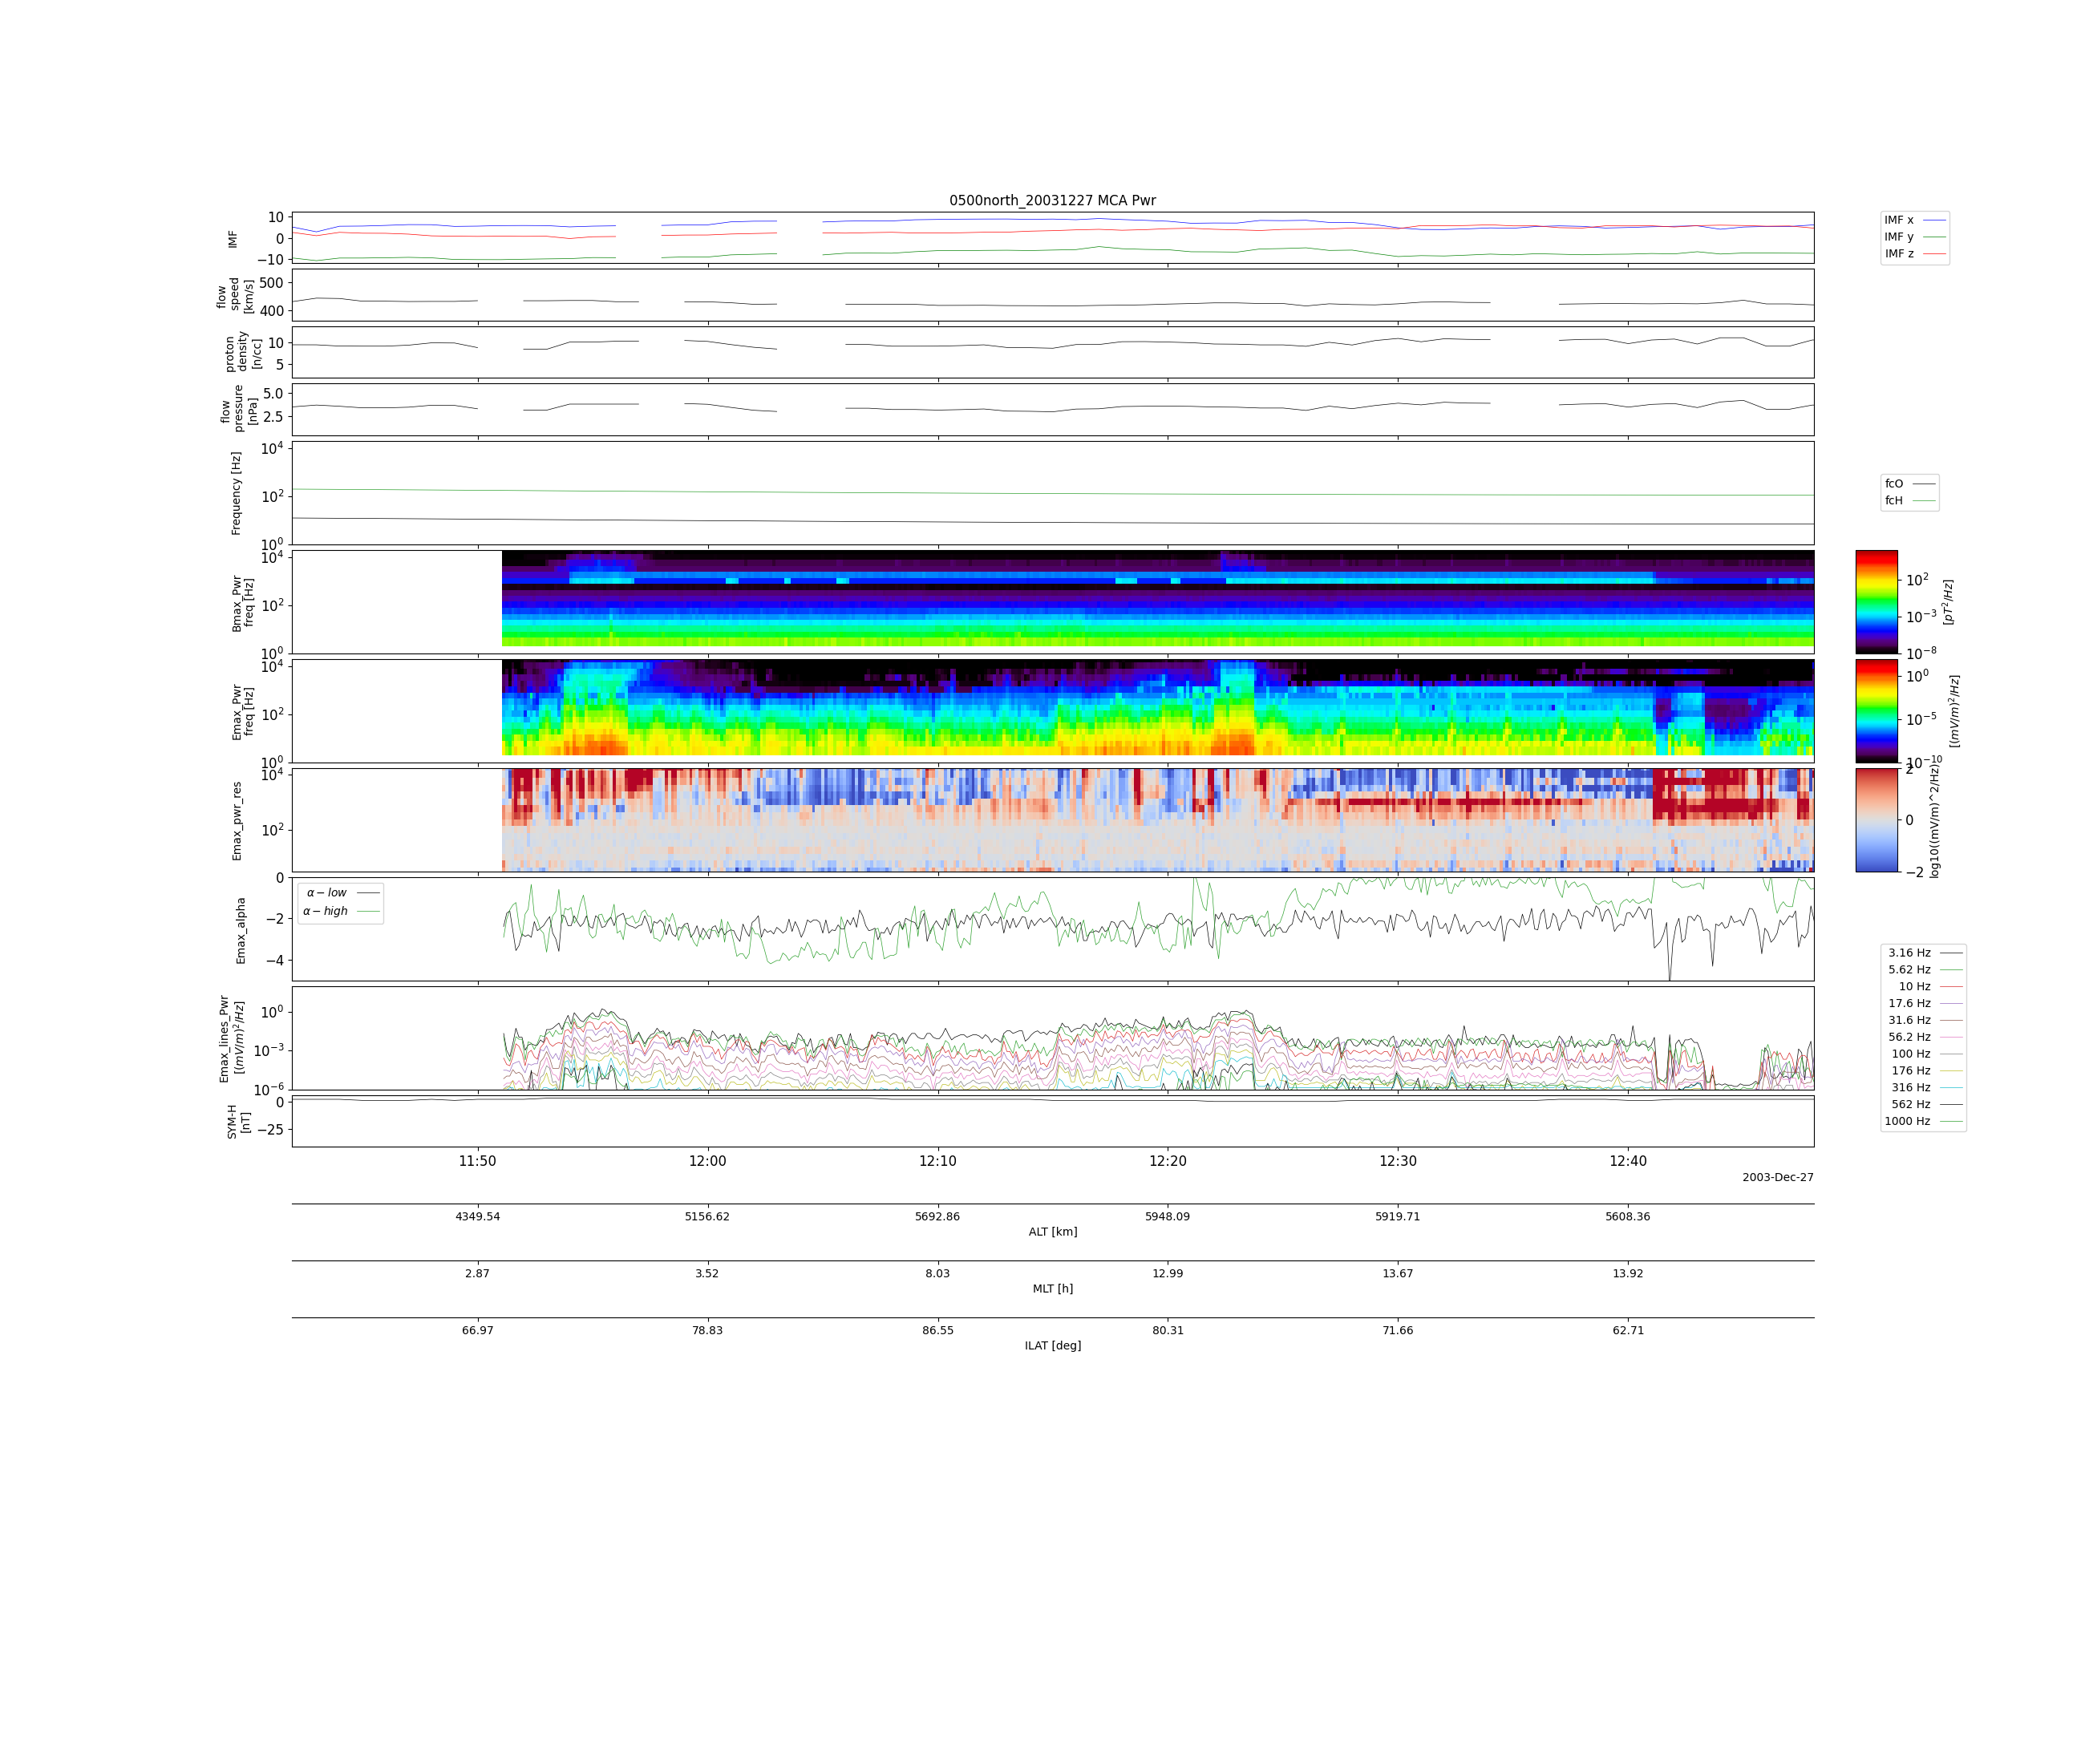 0500north_20031227 MCA Pwr
IMF
10
0
−10
IMF x
IMF y
IMF z
flow
speed
[km/s]
500
400
proton
density
[n/cc]
10
5
flow
pressure
[nPa]
5.0
2.5
Frequency [Hz]
10^4
10^2
10^0
fcO
fcH
Bmax_Pwr
freq [Hz]
10^4
10^2
10^0
10^2
10^−3
10^−8
[pT^2/Hz]
Emax_Pwr
freq [Hz]
10^4
10^2
10^0
10^0
10^−5
10^−10
[(mV/m)^2/Hz]
Emax_pwr_res
10^4
10^2
2
0
−2
log10((mV/m)^2/Hz)
Emax_alpha
0
−2
−4
α − low
α − high
Emax_lines_Pwr
[(mV/m)^2/Hz]
10^0
10^−3
10^−6
3.16 Hz
5.62 Hz
10 Hz
17.6 Hz
31.6 Hz
56.2 Hz
100 Hz
176 Hz
316 Hz
562 Hz
1000 Hz
SYM-H
[nT]
0
−25
11:50 12:00 12:10 12:20 12:30 12:40
2003-Dec-27
4349.54 5156.62 5692.86 5948.09 5919.71 5608.36
ALT [km]
2.87 3.52 8.03 12.99 13.67 13.92
MLT [h]
66.97 78.83 86.55 80.31 71.66 62.71
ILAT [deg]